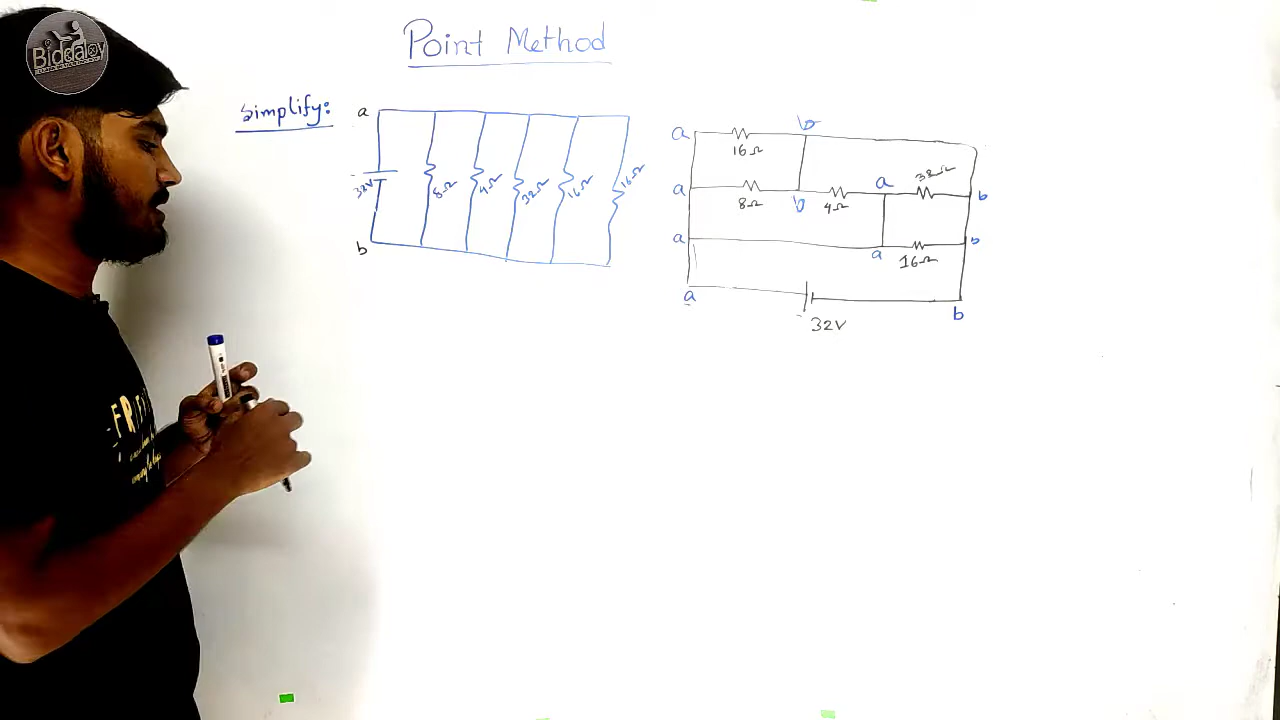 Biddaloy
Point Method
Simplify:
a
32V
8Ω
4Ω
32Ω
16Ω
16Ω
b
a
16Ω
b
a
8Ω
b
4Ω
a
32Ω
b
a
a
16Ω
b
a
32V
b